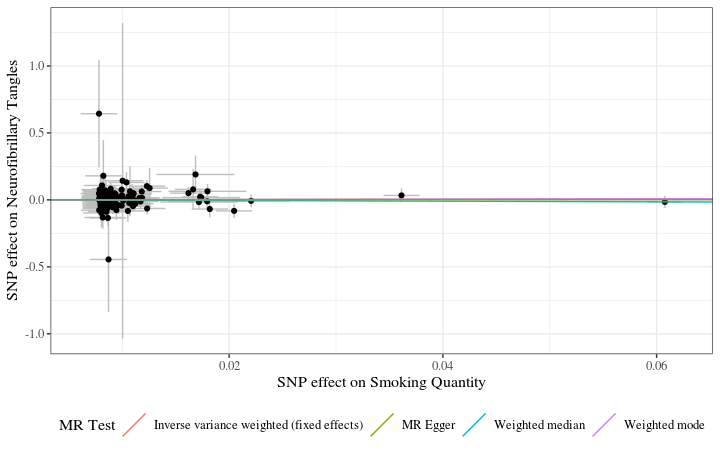 SNP effect on Neurofibrillary Tangles
1.0
0.5
0.0
-0.5
-1.0
0.02 0.04 0.06
SNP effect on Smoking Quantity
MR Test Inverse variance weighted (fixed effects) MR Egger Weighted median Weighted mode